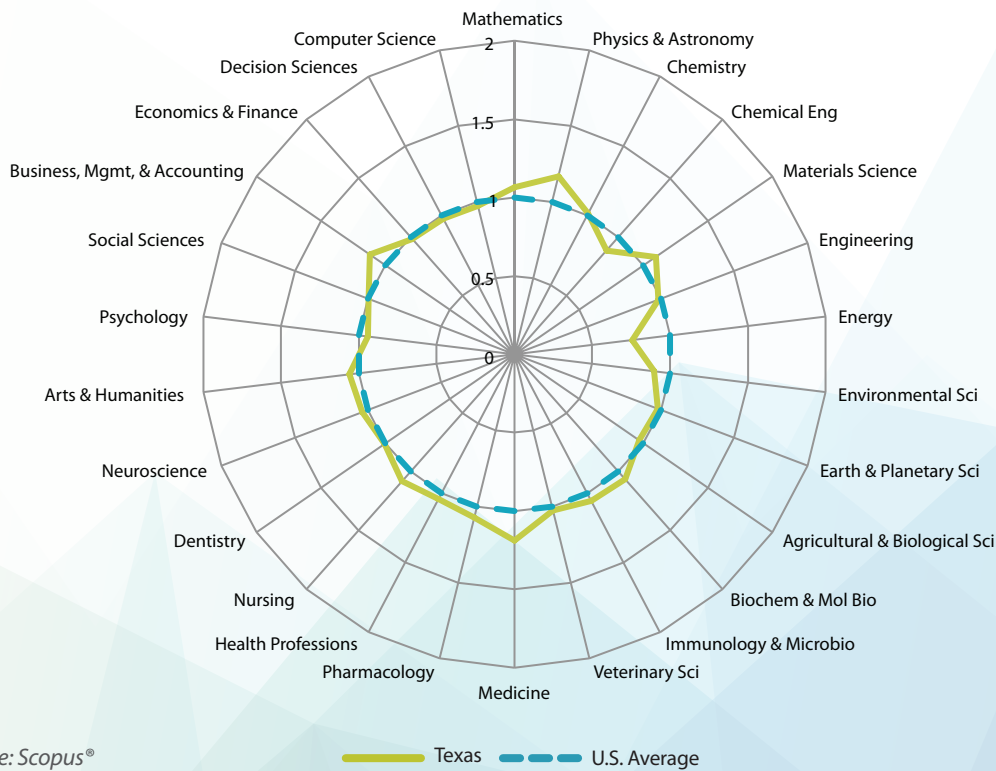 Mathematics
Computer Science
Physics & Astronomy
2
Decision Sciences
Chemistry
Economics & Finance
Chemical Eng
1.5
Business, Mgmt, & Accounting
Materials Science
1
Social Sciences
Engineering
0.5
Psychology
Energy
0
Arts & Humanities
Environmental Sci
Neuroscience
Earth & Planetary Sci
Dentistry
Agricultural & Biological Sci
Nursing
Biochem & Mol Bio
Health Professions
Immunology & Microbio
Pharmacology
Veterinary Sci
Medicine
e: Scopus®
Texas
U.S. Average